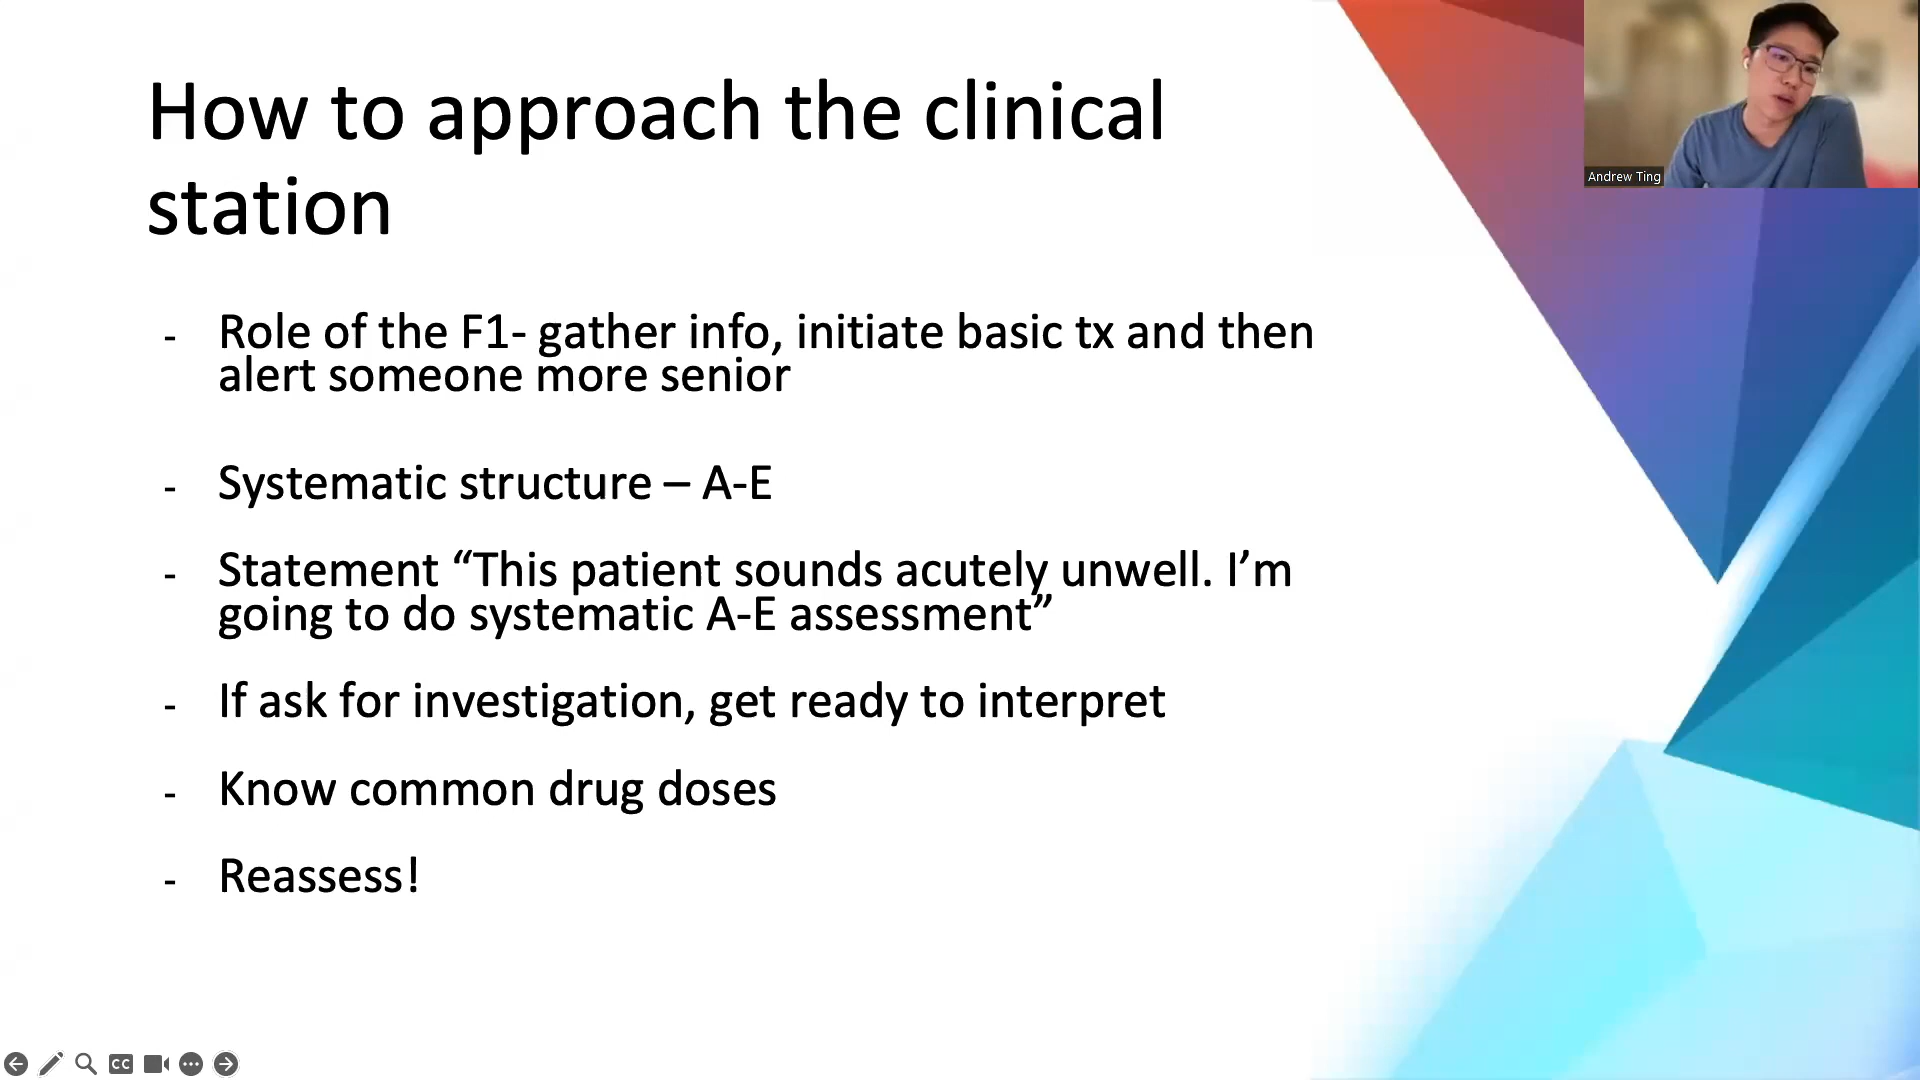 How to approach the clinical
station
- Role of the F1- gather info, initiate basic tx and then
alert someone more senior
- Systematic structure – A-E
- Statement “This patient sounds acutely unwell. I’m
going to do systematic A-E assessment”
- If ask for investigation, get ready to interpret
- Know common drug doses
- Reassess!
Andrew Ting
CC